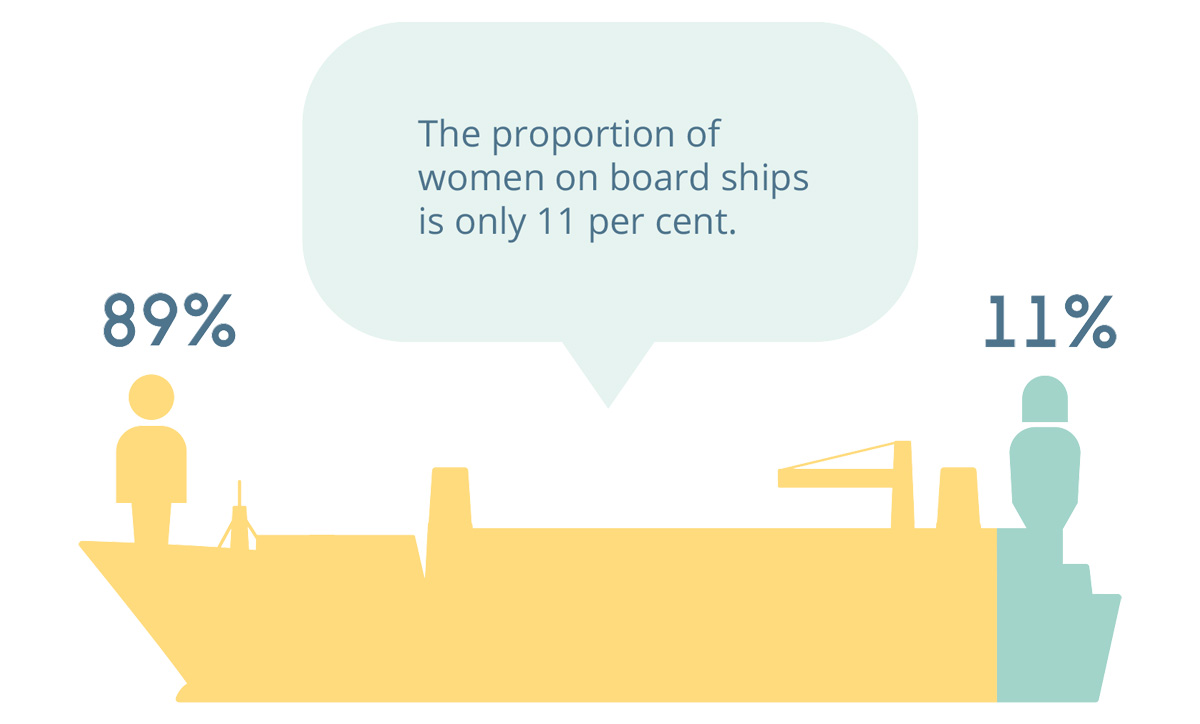 The proportion of
women on board ships
is only 11 per cent.
89%
11%